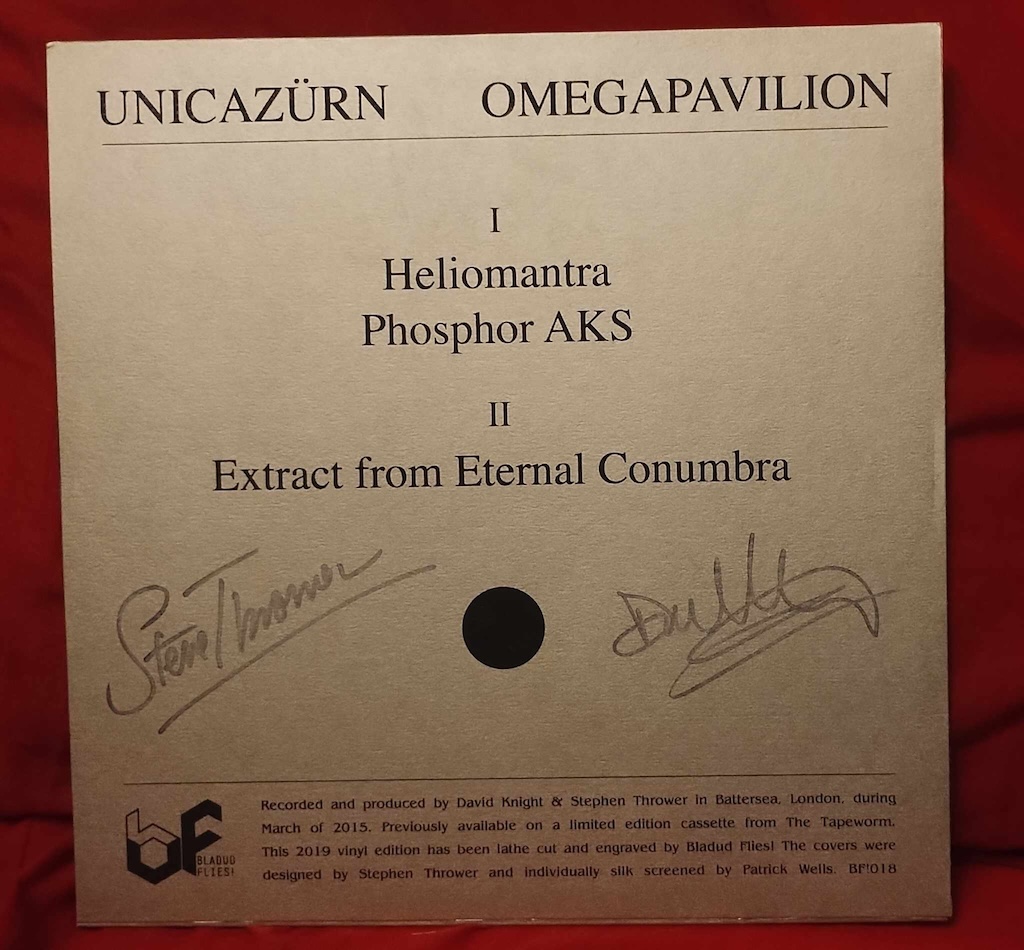 UNICAZÜRN OMEGAPAVILION
I
Heliomantra
Phosphor AKS
II
Extract from Eternal Conumbra
Steve Thrower
bF
BLADUD
FLIES!
Recorded and produced by David Knight & Stephen Thrower in Battersea, London, during
March of 2015. Previously available on a limited edition cassette from The Tapeworm.
This 2019 vinyl edition has been lathe cut and engraved by Bladud Flies! The covers were
designed by Stephen Thrower and individually silk screened by Patrick Wells. BF!018